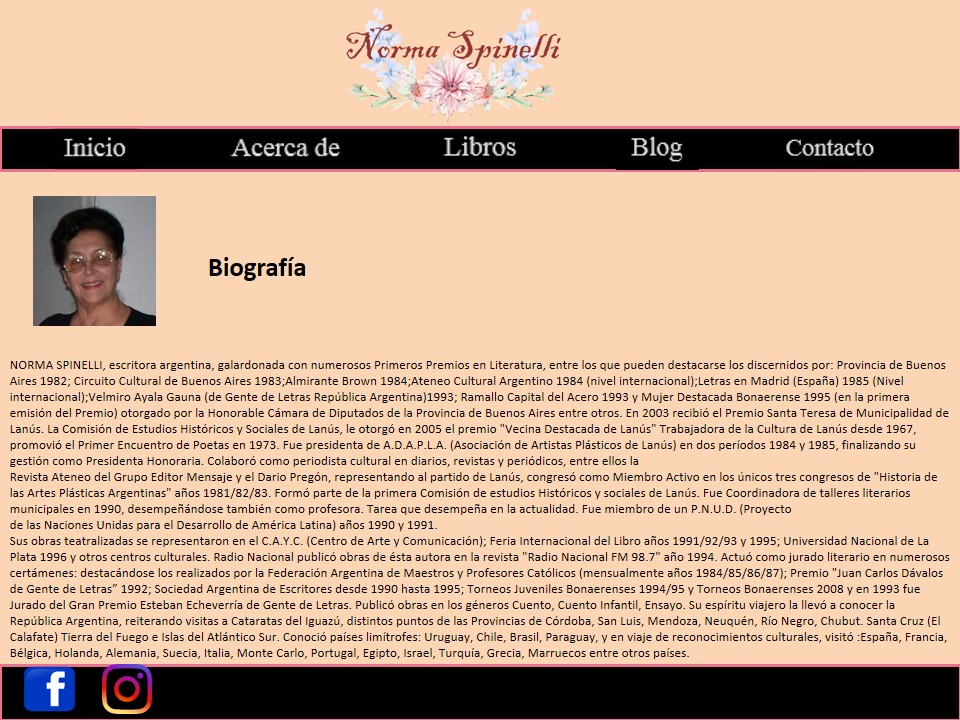 Norma Spinelli
Inicio Acerca de Libros Blog Contacto
Biografía
NORMA SPINELLI, escritora argentina, galardonada con numerosos Primeros Premios en Literatura, entre los que pueden destacarse los discernidos por: Provincia de Buenos
Aires 1982; Circuito Cultural de Buenos Aires 1983;Almirante Brown 1984;Ateneo Cultural Argentino 1984 (nivel internacional);Letras en Madrid (España) 1985 (Nivel
internacional);Velmiro Ayala Gauna (de Gente de Letras República Argentina)1993; Ramallo Capital del Acero 1993 y Mujer Destacada Bonaerense 1995 (en la primera
emisión del Premio) otorgado por la Honorable Cámara de Diputados de la Provincia de Buenos Aires entre otros. En 2003 recibió el Premio Santa Teresa de Municipalidad de
Lanús. La Comisión de Estudios Históricos y Sociales de Lanús, le otorgó en 2005 el premio "Vecina Destacada de Lanús" Trabajadora de la Cultura de Lanús desde 1967,
promovió el Primer Encuentro de Poetas en 1973. Fue presidenta de A.D.A.P.L.A. (Asociación de Artistas Plásticos de Lanús) en dos períodos 1984 y 1985, finalizando su
gestión como Presidenta Honoraria. Colaboró como periodista cultural en diarios, revistas y periódicos, entre ellos la
Revista Ateneo del Grupo Editor Mensaje y el Dario Pregón, representando al partido de Lanús, congresó como Miembro Activo en los únicos tres congresos de "Historia de
las Artes Plásticas Argentinas" años 1981/82/83. Formó parte de la primera Comisión de estudios Históricos y sociales de Lanús. Fue Coordinadora de talleres literarios
municipales en 1990, desempeñándose también como profesora. Tarea que desempeña en la actualidad. Fue miembro de un P.N.U.D. (Proyecto
de las Naciones Unidas para el Desarrollo de América Latina) años 1990 y 1991.
Sus obras teatralizadas se representaron en el C.A.Y.C. (Centro de Arte y Comunicación); Feria Internacional del Libro años 1991/92/93 y 1995; Universidad Nacional de La
Plata 1996 y otros centros culturales. Radio Nacional publicó obras de ésta autora en la revista "Radio Nacional FM 98.7" año 1994. Actuó como jurado literario en numerosos
certámenes: destacándose los realizados por la Federación Argentina de Maestros y Profesores Católicos (mensualmente años 1984/85/86/87); Premio "Juan Carlos Dávalos
de Gente de Letras” 1992; Sociedad Argentina de Escritores desde 1990 hasta 1995; Torneos Juveniles Bonaerenses 1994/95 y Torneos Bonaerenses 2008 y en 1993 fue
Jurado del Gran Premio Esteban Echeverría de Gente de Letras. Publicó obras en los géneros Cuento, Cuento Infantil, Ensayo. Su espíritu viajero la llevó a conocer la
República Argentina, reiterando visitas a Cataratas del Iguazú, distintos puntos de las Provincias de Córdoba, San Luis, Mendoza, Neuquén, Río Negro, Chubut. Santa Cruz (El
Calafate) Tierra del Fuego e Islas del Atlántico Sur. Conoció países limítrofes: Uruguay, Chile, Brasil, Paraguay, y en viaje de reconocimientos culturales, visitó :España, Francia,
Bélgica, Holanda, Alemania, Suecia, Italia, Monte Carlo, Portugal, Egipto, Israel, Turquía, Grecia, Marruecos entre otros países.